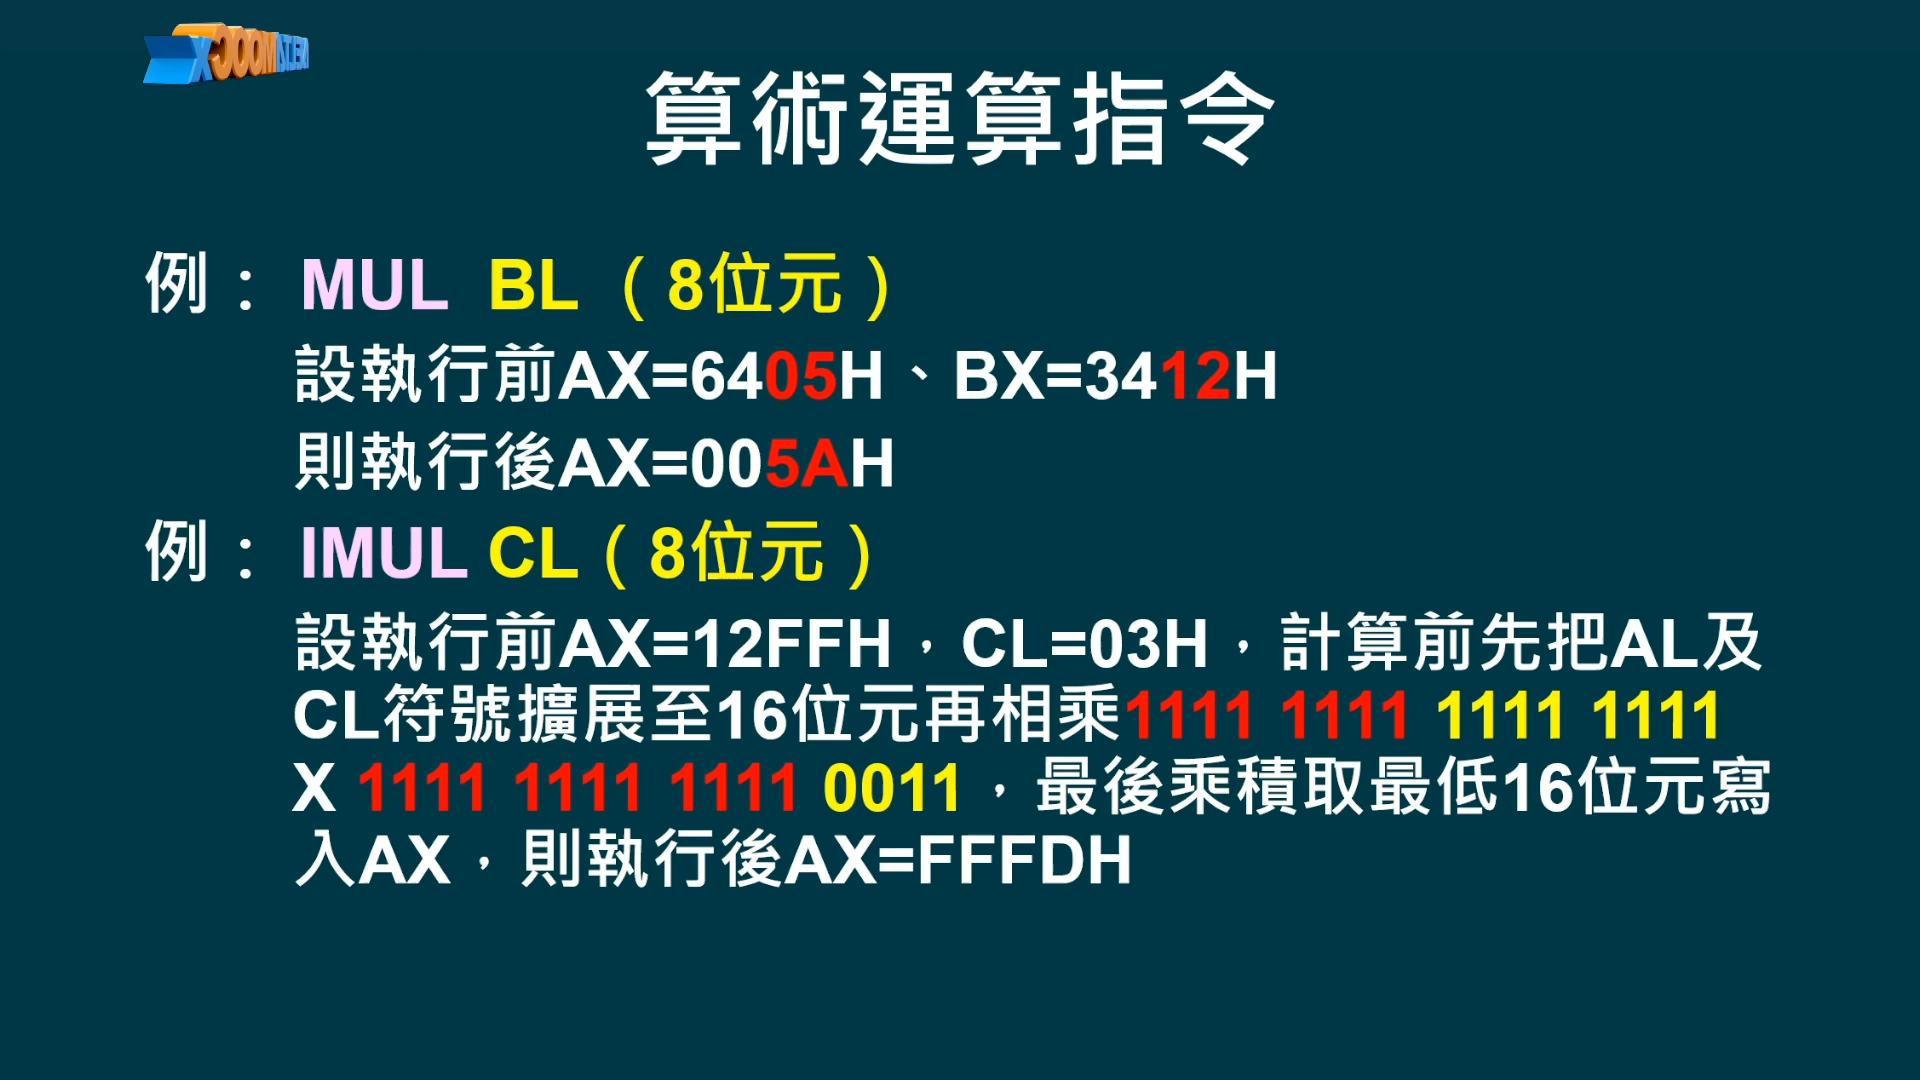 算術運算指令
例： MUL BL （8位元）
設執行前AX=6405H、BX=3412H
則執行後AX=005AH
例： IMUL CL（8位元）
設執行前AX=12FFH，CL=03H，計算前先把AL及
CL符號擴展至16位元再相乘1111 1111 1111 1111
X 1111 1111 1111 0011，最後乘積取最低16位元寫
入AX，則執行後AX=FFFDH